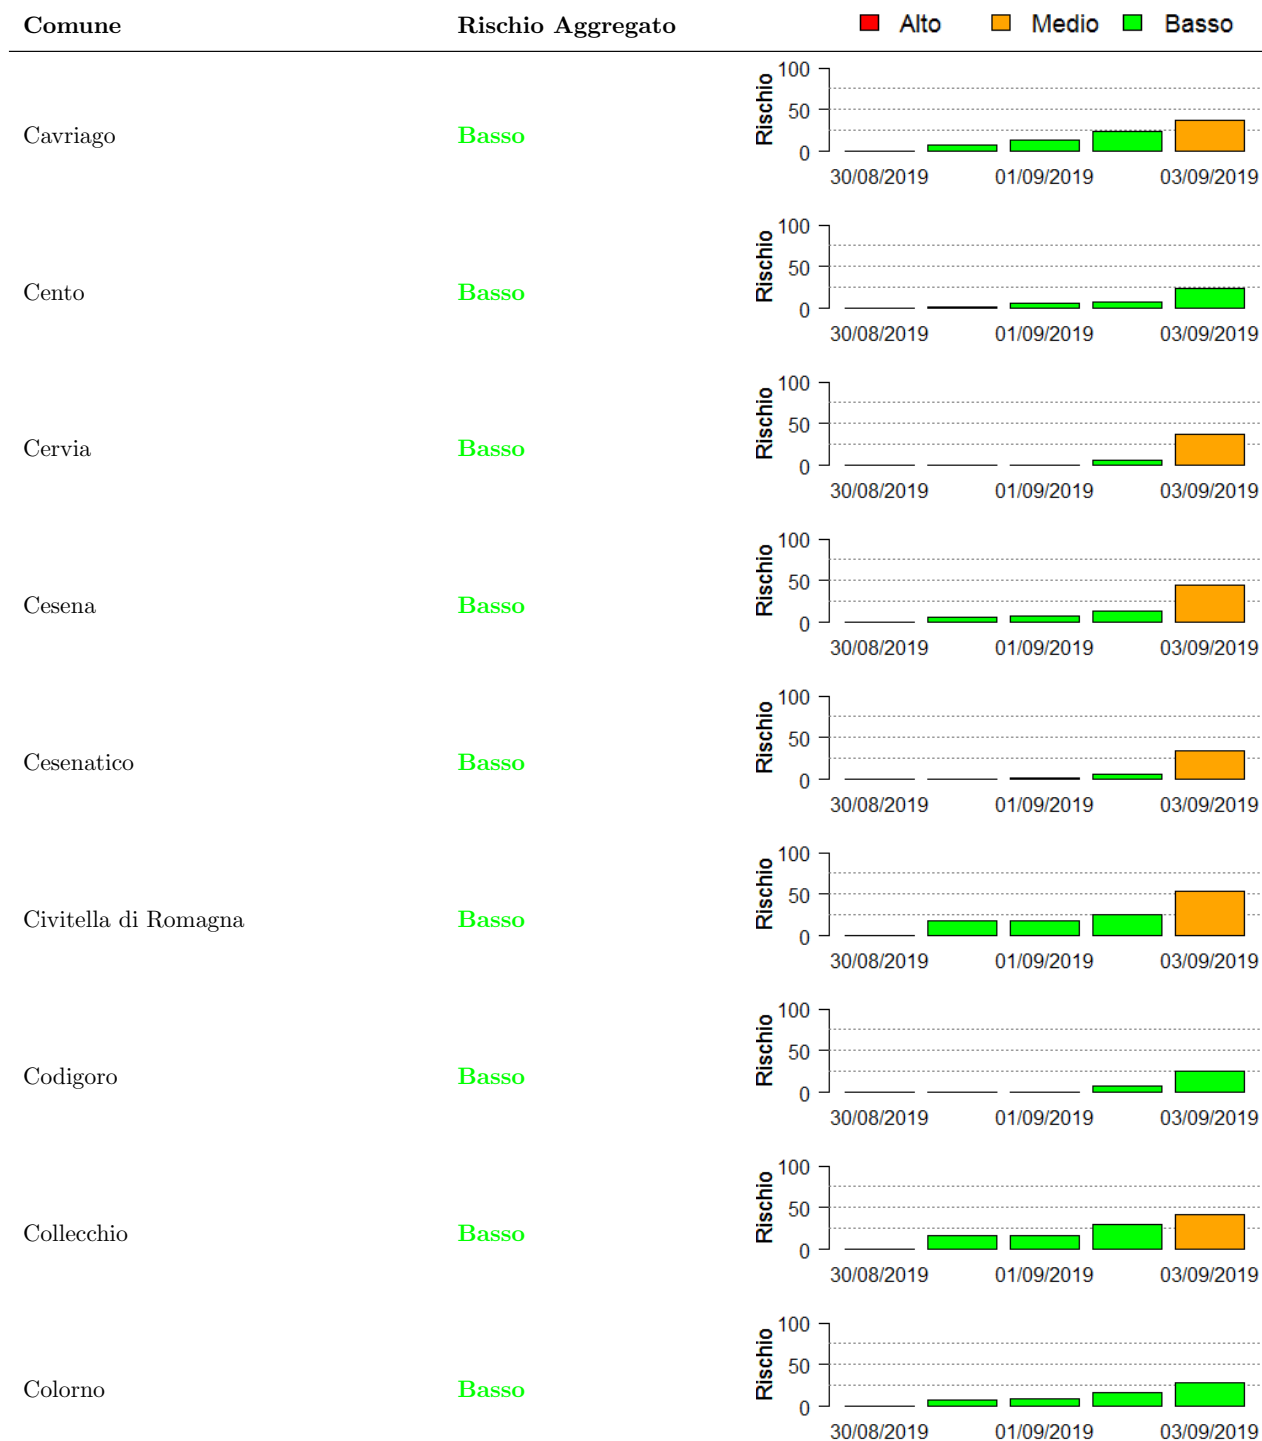 Comune Rischio Aggregato Alto Medio Basso
100
50
0
Rischio
Cavriago Basso
30/08/2019 01/09/2019 03/09/2019
100
50
0
Rischio
Cento Basso
30/08/2019 01/09/2019 03/09/2019
100
50
0
Rischio
Cervia Basso
30/08/2019 01/09/2019 03/09/2019
100
50
0
Rischio
Cesena Basso
30/08/2019 01/09/2019 03/09/2019
100
50
0
Rischio
Cesenatico Basso
30/08/2019 01/09/2019 03/09/2019
100
50
0
Rischio
Civitella di Romagna Basso
30/08/2019 01/09/2019 03/09/2019
100
50
0
Rischio
Codigoro Basso
30/08/2019 01/09/2019 03/09/2019
100
50
0
Rischio
Collecchio Basso
30/08/2019 01/09/2019 03/09/2019
100
50
0
Rischio
Colorno Basso
30/08/2019 01/09/2019 03/09/2019